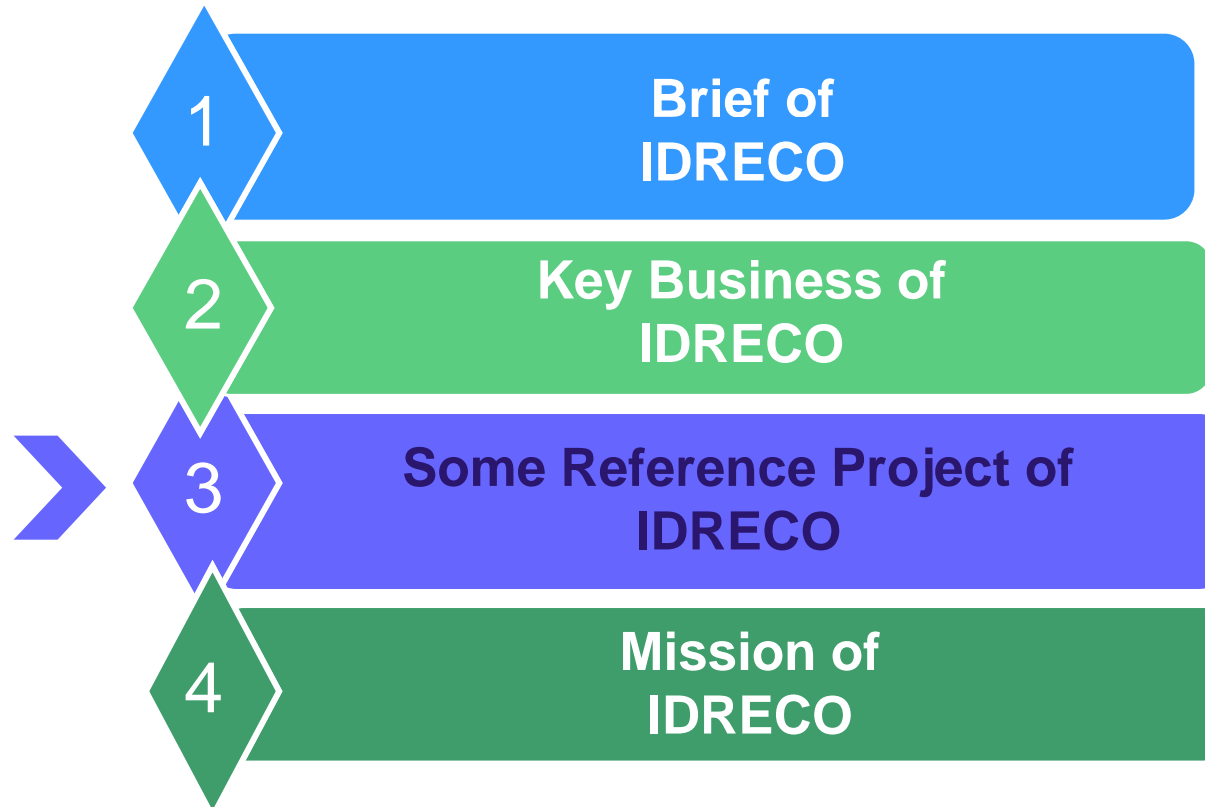 1
Brief of
IDRECO
2
Key Business of
IDRECO
3
Some Reference Project of
IDRECO
4
Mission of
IDRECO